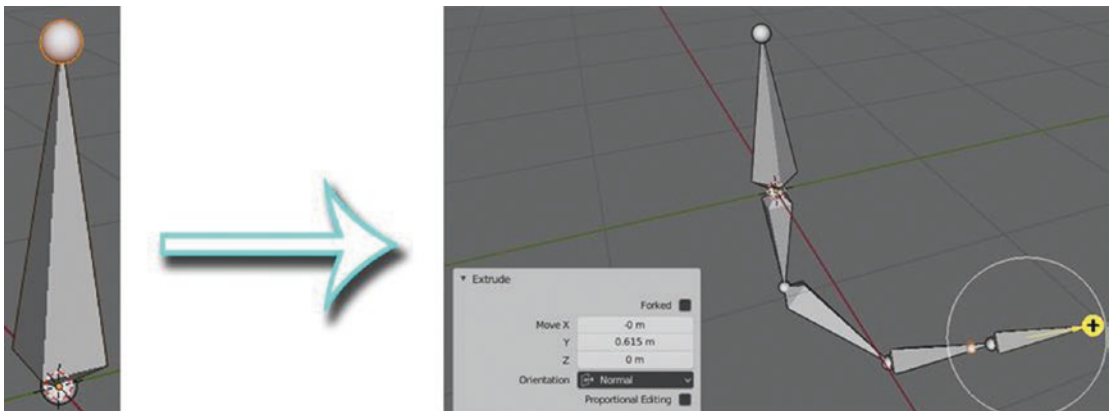 Extrude
Forked
Move X -0 m
Y 0.615 m
Z 0 m
Orientation Normal
Proportional Editing